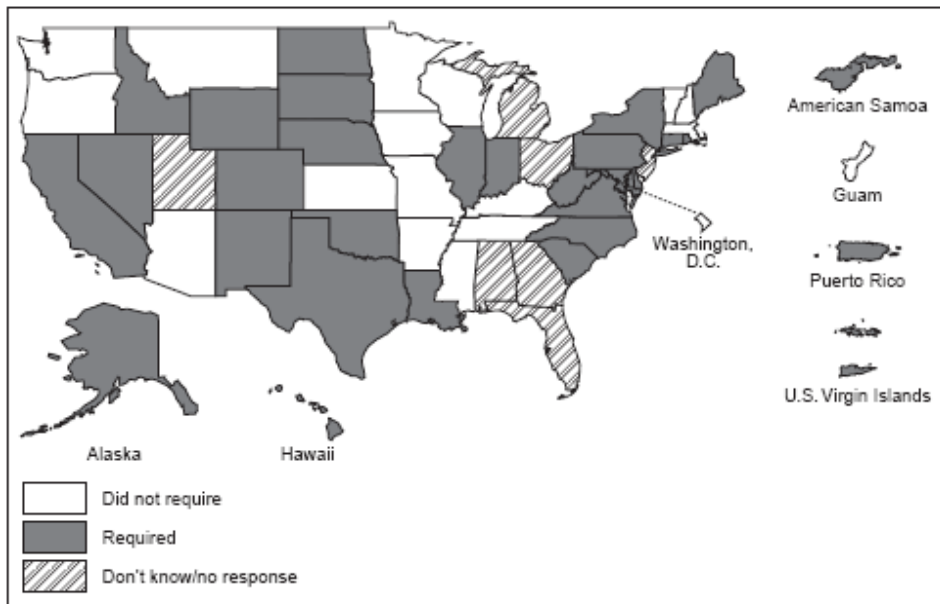 American Samoa
Guam
Washington,
D.C.
Puerto Rico
U.S. Virgin Islands
Alaska
Hawaii
Did not require
Required
Don't know/no response